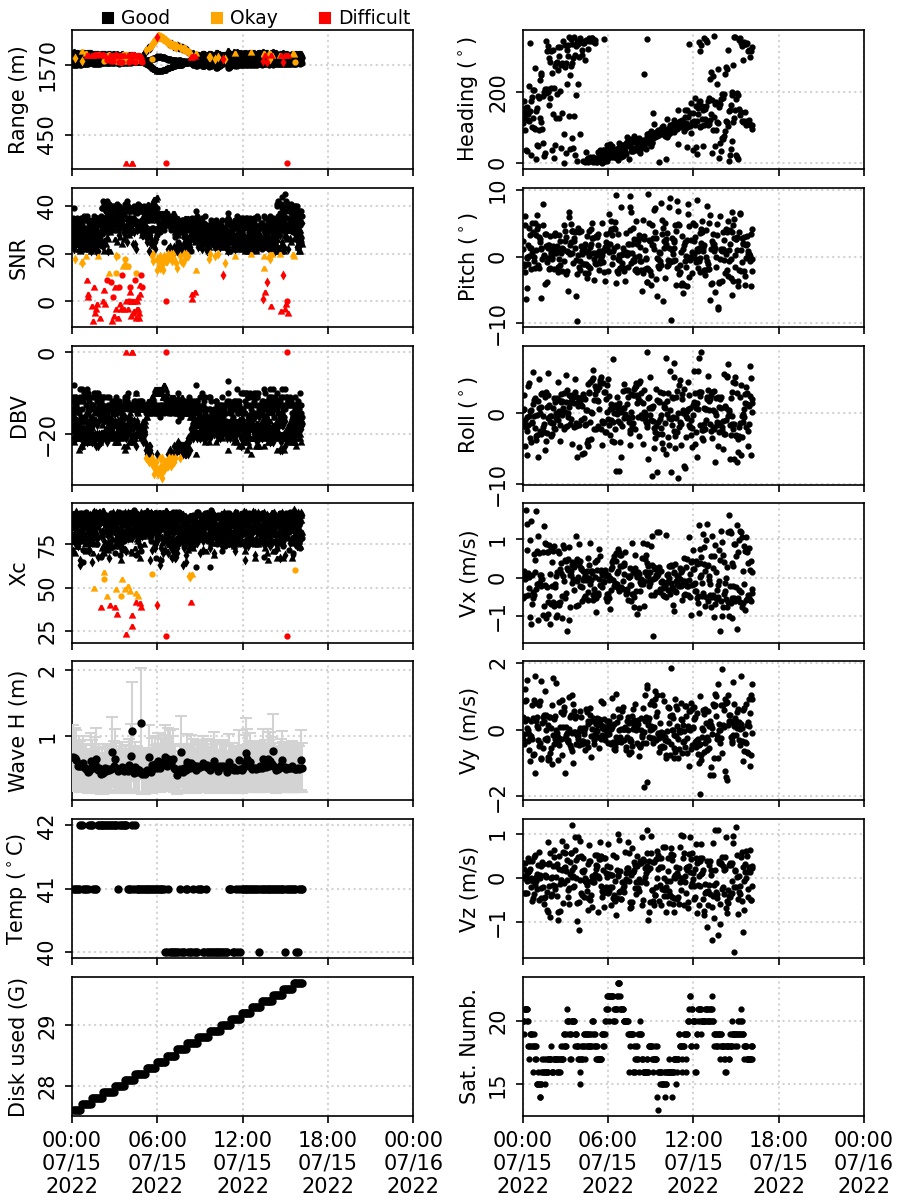 Good Okay Difficult
Range (m)
1570
450
Heading (°)
200
0
SNR
40
20
0
Pitch (°)
10
0
−10
DBV
0
−20
Roll (°)
0
−10
Xc
75
50
25
Vx (m/s)
1
0
−1
Wave H (m)
2
1
Vy (m/s)
2
0
−2
Temp (°C)
42
41
40
Vz (m/s)
1
0
−1
Disk used (G)
29
28
Sat. Numb.
20
15
00:00 06:00 12:00 18:00 00:00
07/15 07/15 07/15 07/15 07/16
2022 2022 2022 2022 2022
00:00 06:00 12:00 18:00 00:00
07/15 07/15 07/15 07/15 07/16
2022 2022 2022 2022 2022